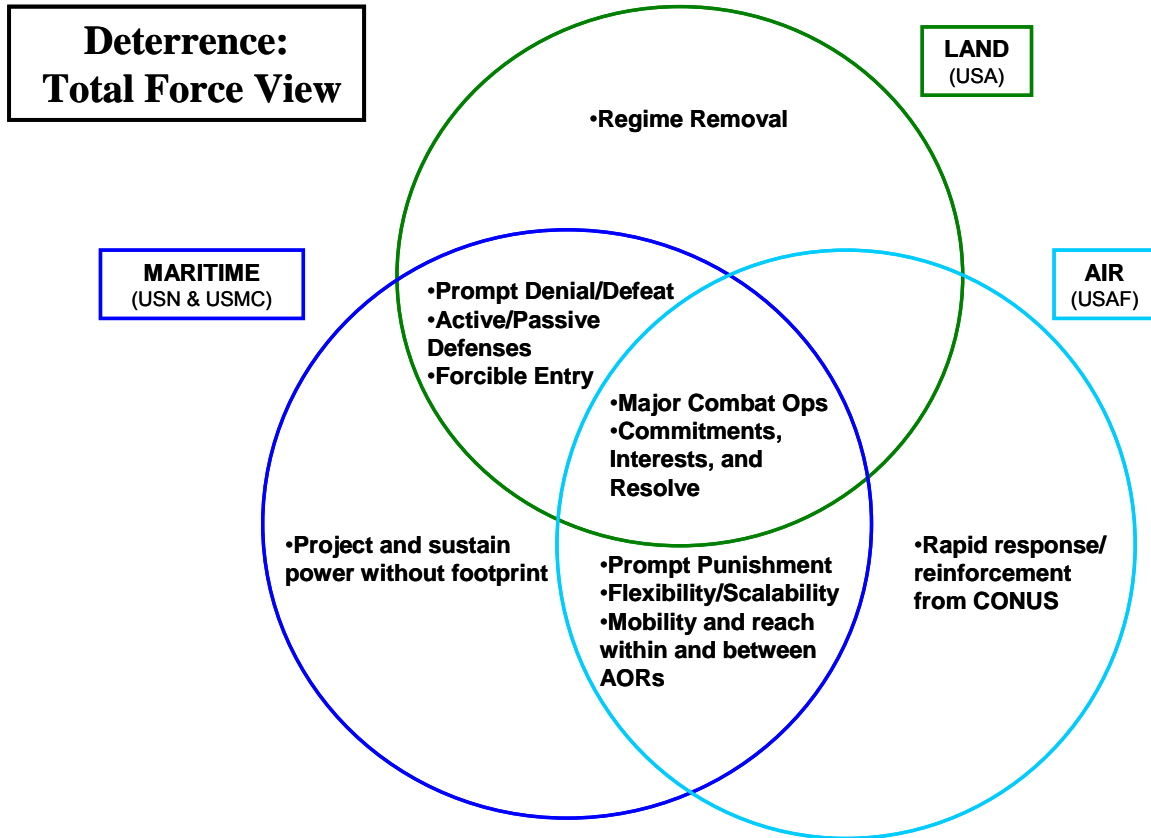 Deterrence:
Total Force View
LAND
(USA)
•Regime Removal
MARITIME
(USN & USMC)
AIR
(USAF)
•Prompt Denial/Defeat
•Active/Passive
Defenses
•Forcible Entry
•Major Combat Ops
•Commitments,
Interests, and
Resolve
•Project and sustain
power without footprint
•Prompt Punishment
•Flexibility/Scalability
•Mobility and reach
within and between
AORs
•Rapid response/
reinforcement
from CONUS